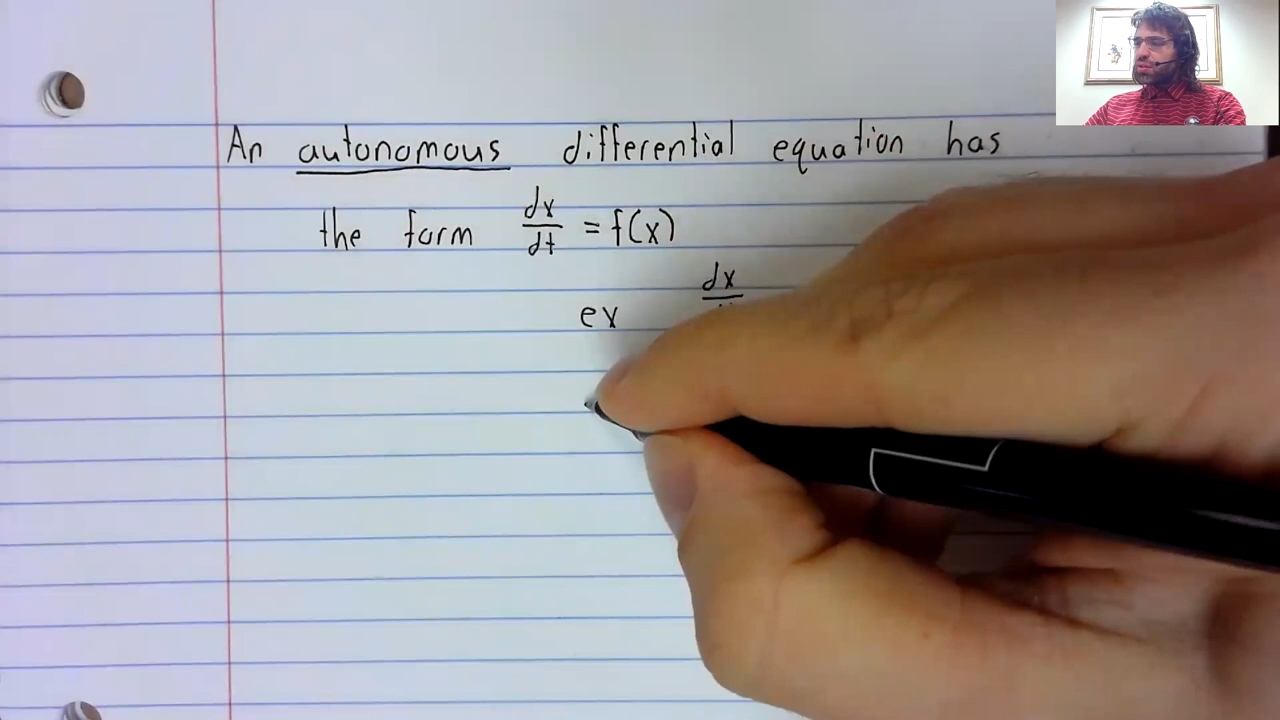 An autonomous differential equation has
the form dx/dt = f(x)
ex dx